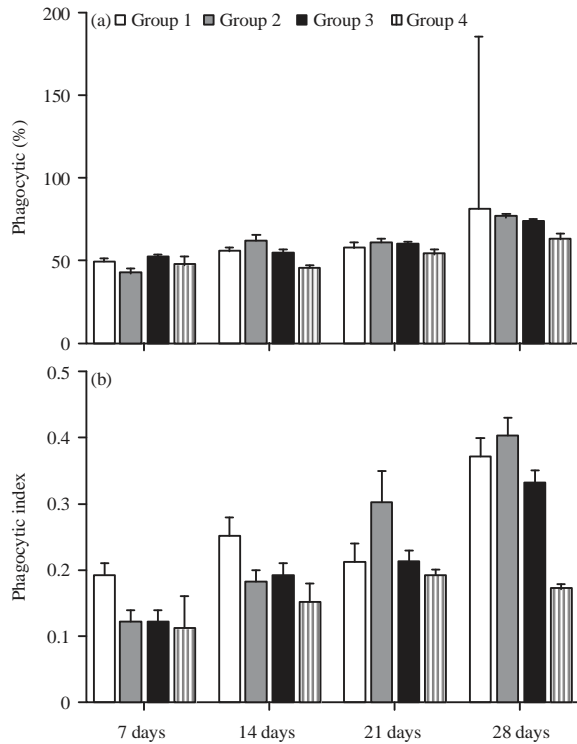 (a) Group 1 Group 2 Group 3 Group 4
200
150
100
50
0
Phagocytic (%)
(b)
0.5
0.4
0.3
0.2
0.1
0
Phagocytic index
7 days 14 days 21 days 28 days